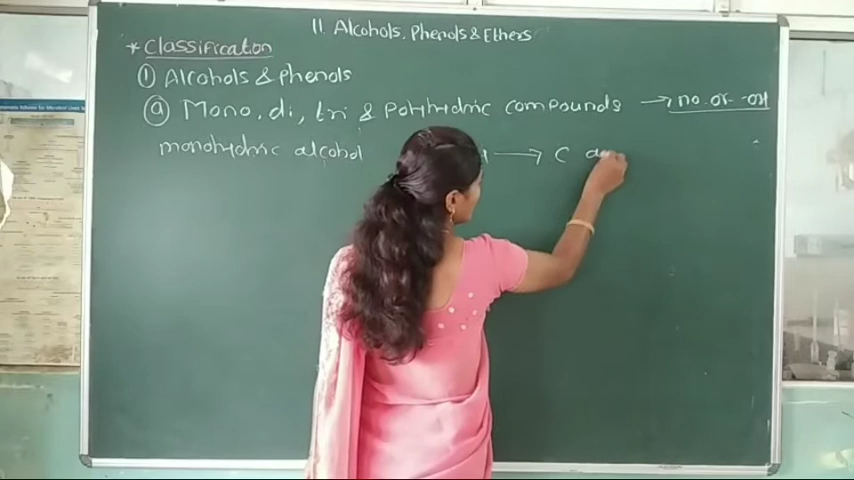 11. Alcohols, Phenols & Ethers
* Classification
① Alcohols & Phenols
ⓐ Mono, di, tri & Polyhydric compounds → no. of -OH
monohydric alcohol → C